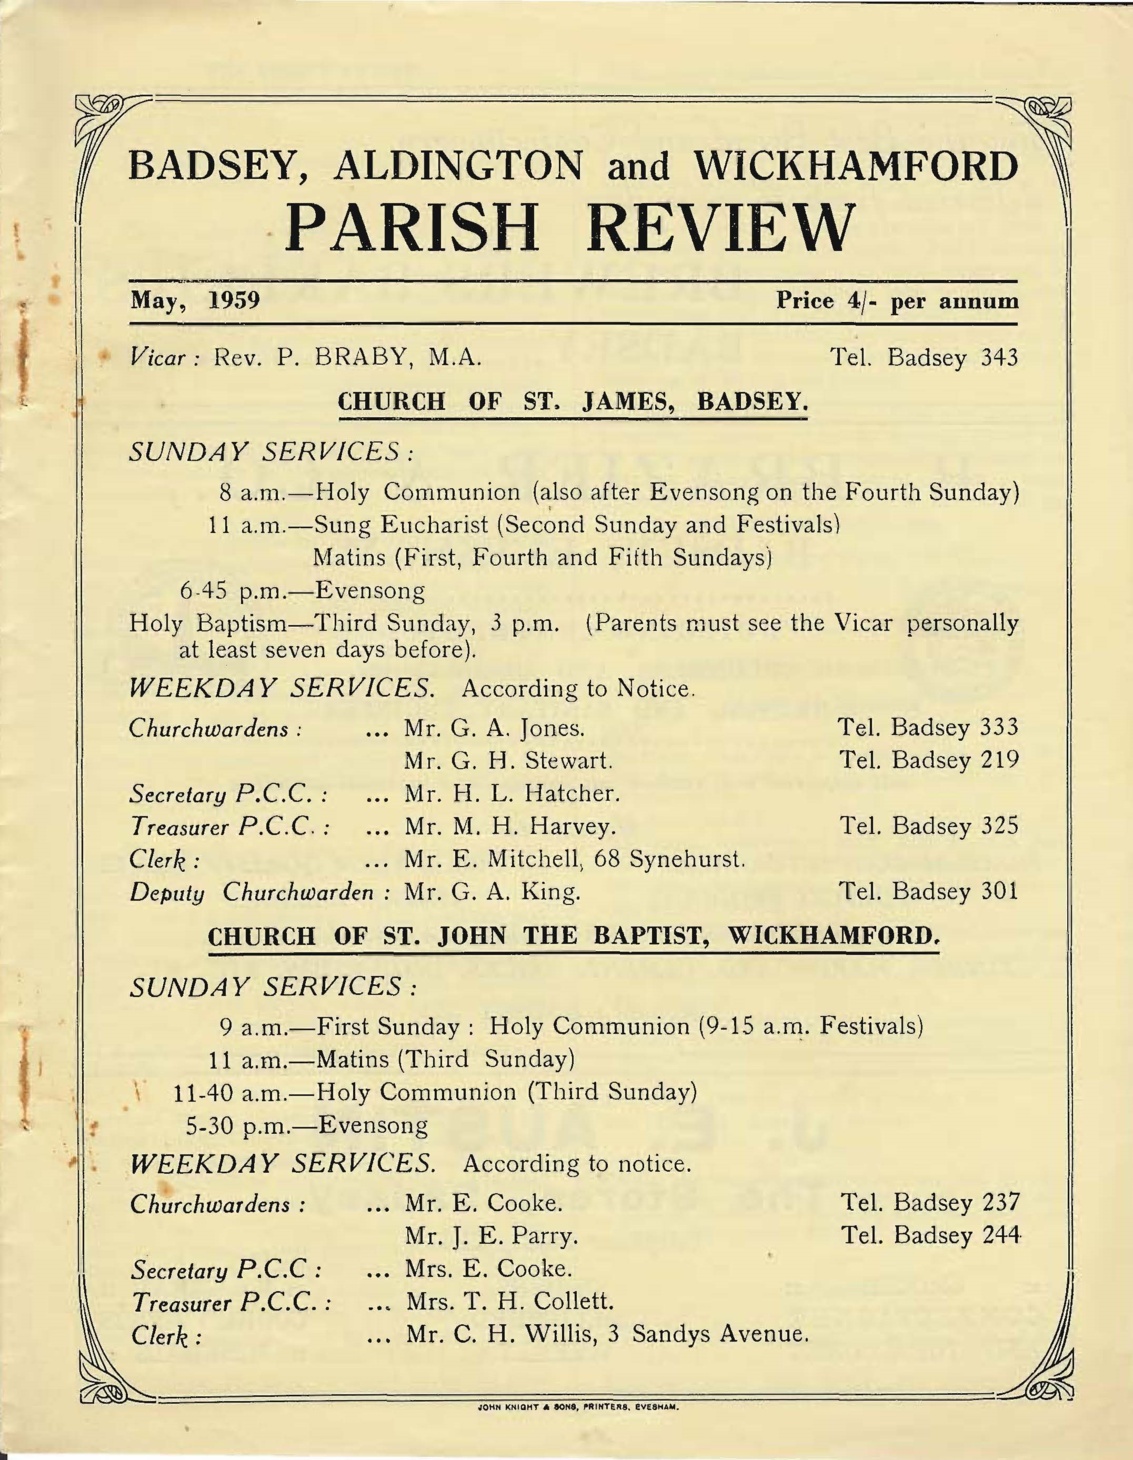 BADSEY, ALDINGTON and WICKHAMFORD
PARISH REVIEW
May, 1959 Price 4/- per annum
Vicar : Rev. P. BRABY, M.A. Tel. Badsey 343
CHURCH OF ST. JAMES, BADSEY.
SUNDAY SERVICES :
8 a.m.—Holy Communion (also after Evensong on the Fourth Sunday)
11 a.m.—Sung Eucharist (Second Sunday and Festivals)
Matins (First, Fourth and Fifth Sundays)
6-45 p.m.—Evensong
Holy Baptism—Third Sunday, 3 p.m. (Parents must see the Vicar personally
at least seven days before).
WEEKDAY SERVICES. According to Notice.
Churchwardens : ... Mr. G. A. Jones. Tel. Badsey 333
Mr. G. H. Stewart. Tel. Badsey 219
Secretary P.C.C. : ... Mr. H. L. Hatcher.
Treasurer P.C.C. : ... Mr. M. H. Harvey. Tel. Badsey 325
Clerk : ... Mr. E. Mitchell, 68 Synehurst.
Deputy Churchwarden : Mr. G. A. King. Tel. Badsey 301
CHURCH OF ST. JOHN THE BAPTIST, WICKHAMFORD.
SUNDAY SERVICES :
9 a.m.—First Sunday : Holy Communion (9-15 a.m. Festivals)
11 a.m.—Matins (Third Sunday)
11-40 a.m.—Holy Communion (Third Sunday)
5-30 p.m.—Evensong
WEEKDAY SERVICES. According to notice.
Churchwardens : ... Mr. E. Cooke. Tel. Badsey 237
Mr. J. E. Parry. Tel. Badsey 244
Secretary P.C.C : ... Mrs. E. Cooke.
Treasurer P.C.C. : ... Mrs. T. H. Collett.
Clerk : ... Mr. C. H. Willis, 3 Sandys Avenue.
JOHN KNIGHT & SONS, PRINTERS, EVESHAM.